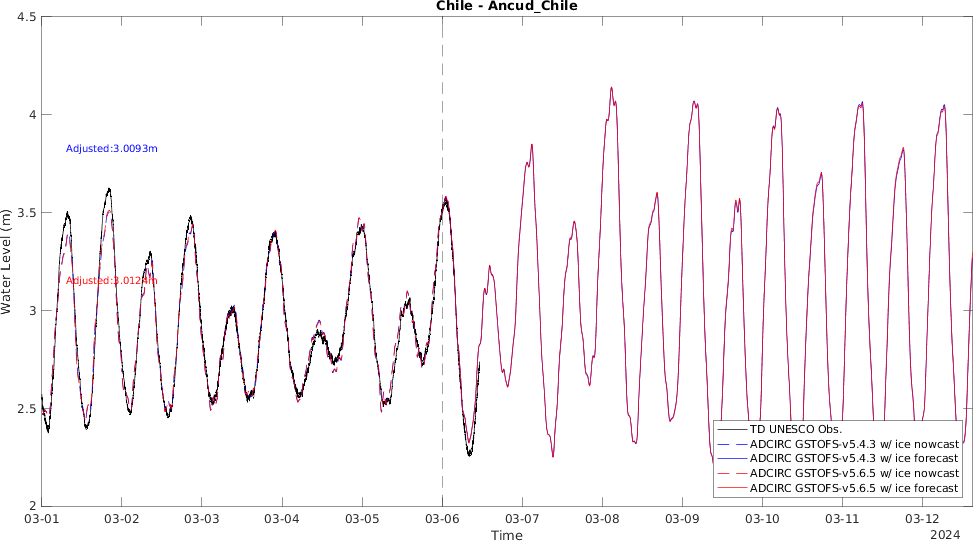 Chile - Ancud_Chile
4.5
4
3.5
3
2.5
2
Water Level (m)
Adjusted:3.0093m
Adjusted:3.0124m
TD UNESCO Obs.
ADCIRC GSTOFS-v5.4.3 w/ ice nowcast
ADCIRC GSTOFS-v5.4.3 w/ ice forecast
ADCIRC GSTOFS-v5.6.5 w/ ice nowcast
ADCIRC GSTOFS-v5.6.5 w/ ice forecast
03-01 03-02 03-03 03-04 03-05 03-06 03-07 03-08 03-09 03-10 03-11 03-12
Time
2024